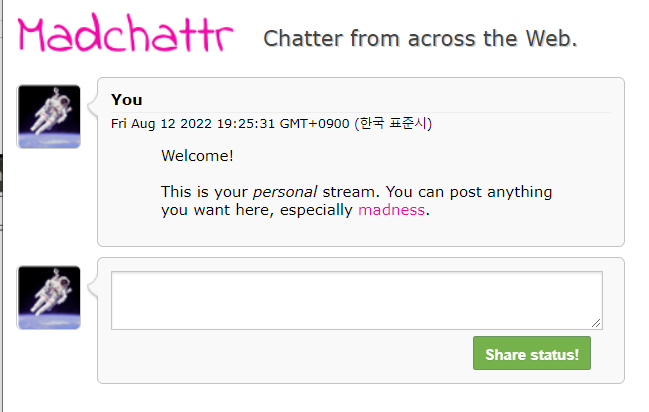 Madchattr
Chatter from across the Web.
You
Fri Aug 12 2022 19:25:31 GMT+0900 (한국 표준시)
Welcome!
This is your personal stream. You can post anything
you want here, especially madness.
Share status!